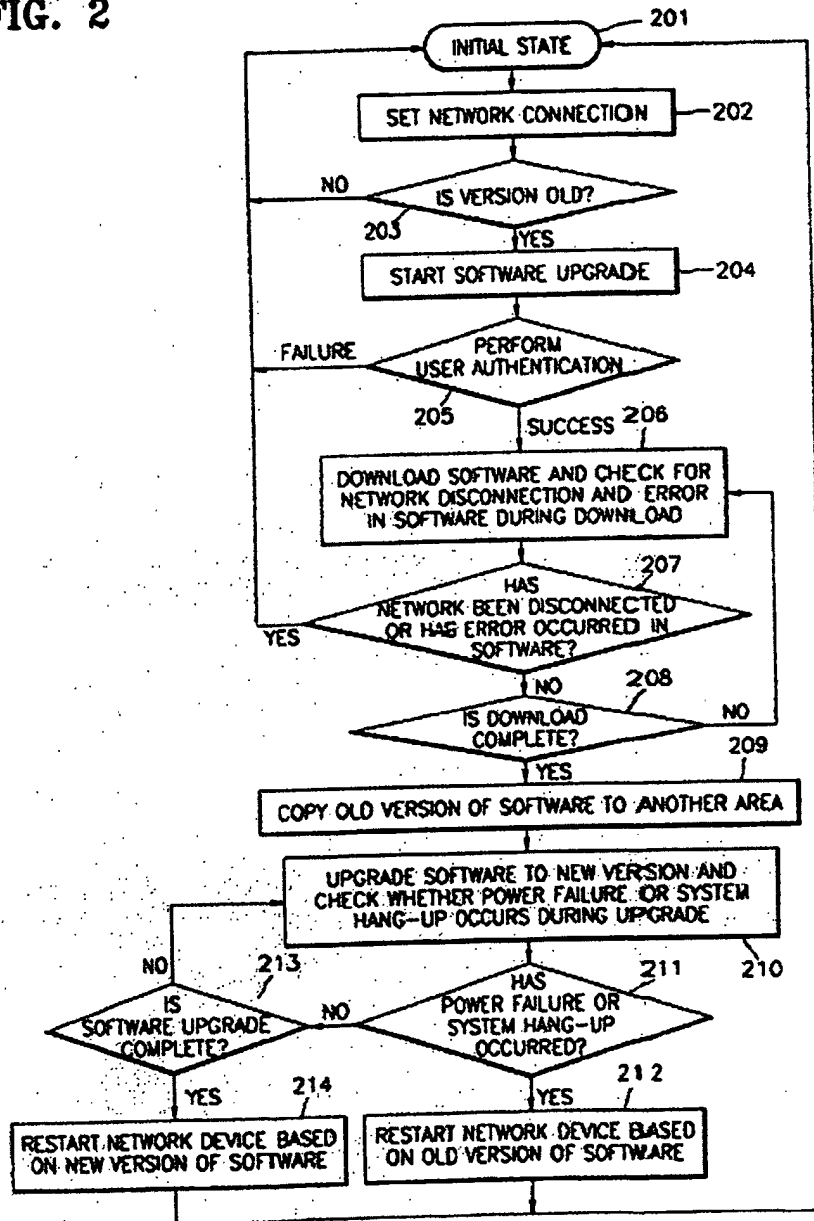 FIG. 2
201
INITIAL STATE
SET NETWORK CONNECTION
202
NO
IS VERSION OLD?
203
YES
START SOFTWARE UPGRADE
204
FAILURE
PERFORM
USER AUTHENTICATION
205
SUCCESS
206
DOWNLOAD SOFTWARE AND CHECK FOR
NETWORK DISCONNECTION AND ERROR
IN SOFTWARE DURING DOWNLOAD
207
HAS
NETWORK BEEN DISCONNECTED
OR HAS ERROR OCCURRED IN
SOFTWARE?
YES
NO
208
IS DOWNLOAD
COMPLETE?
NO
YES
209
COPY OLD VERSION OF SOFTWARE TO ANOTHER AREA
UPGRADE SOFTWARE TO NEW VERSION AND
CHECK WHETHER POWER FAILURE OR SYSTEM
HANG-UP OCCURS DURING UPGRADE
210
NO
213
IS
SOFTWARE UPGRADE
COMPLETE?
NO
211
HAS
POWER FAILURE OR
SYSTEM HANG-UP
OCCURRED?
YES
214
YES
212
RESTART NETWORK DEVICE BASED
ON NEW VERSION OF SOFTWARE
RESTART NETWORK DEVICE BASED
ON OLD VERSION OF SOFTWARE